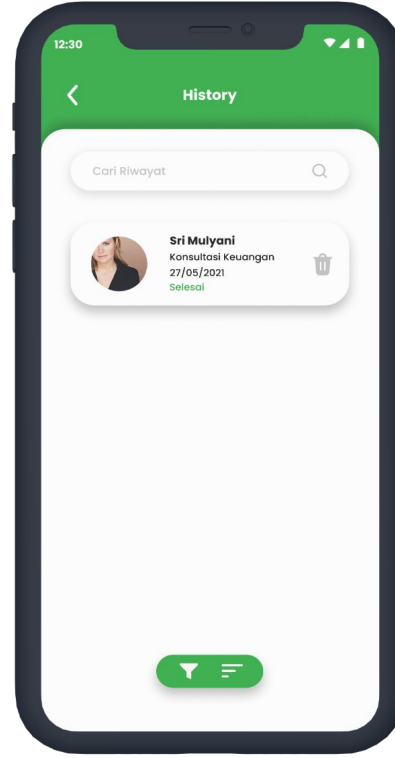 12:30
History
Cari Riwayat
Sri Mulyani
Konsultasi Keuangan
27/05/2021
Selesai